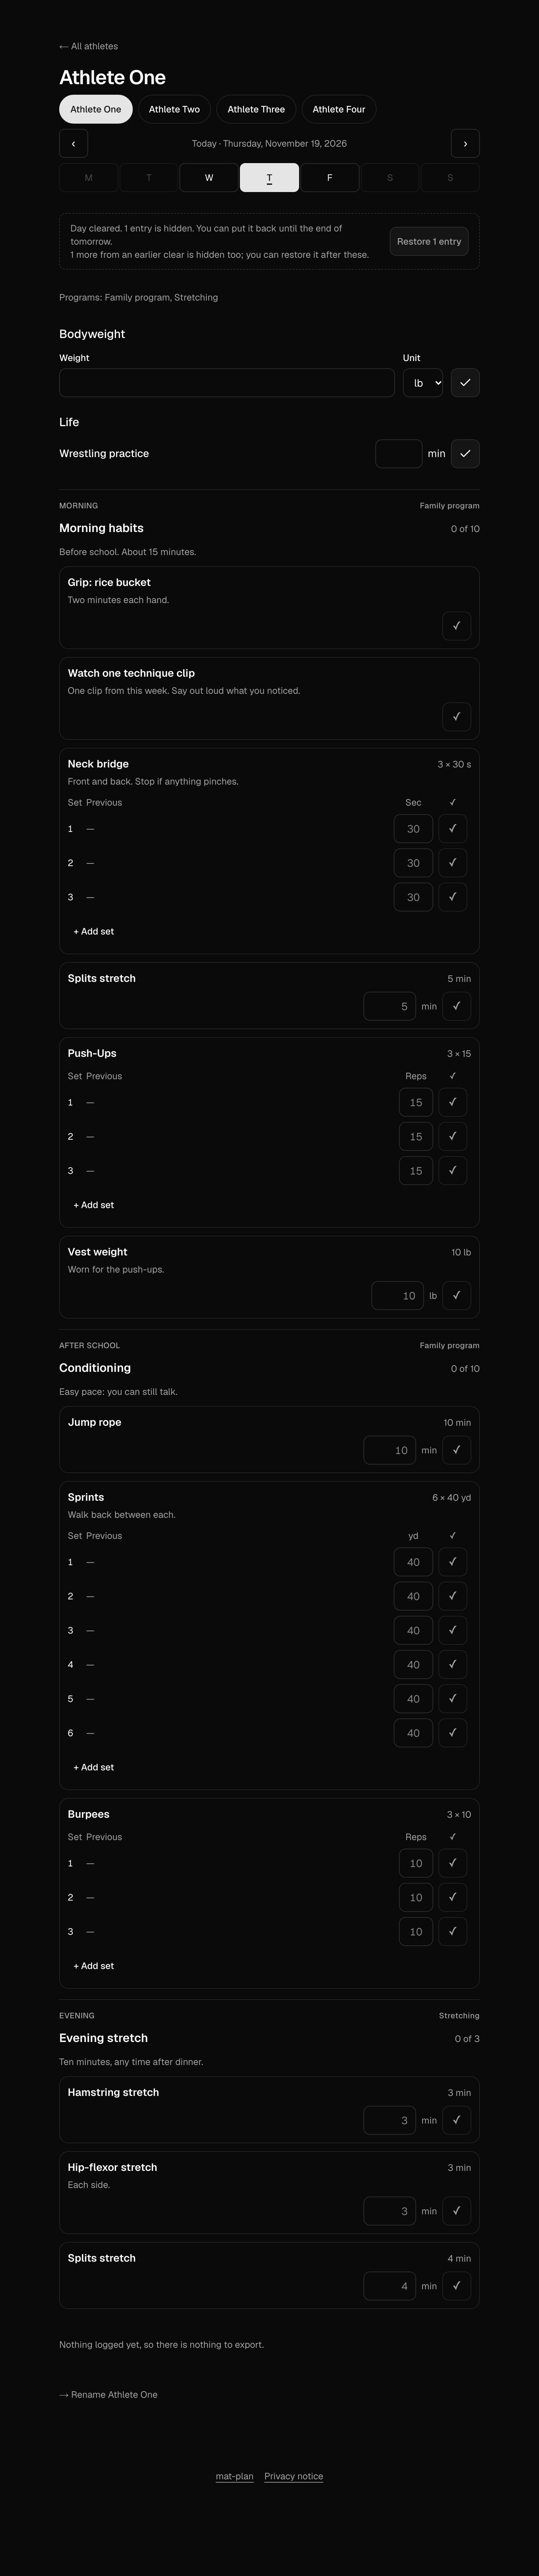 ← All athletes
Athlete One
Athlete One Athlete Two Athlete Three Athlete Four
‹ Today · Thursday, November 19, 2026 ›
M T W T F S S
Day cleared. 1 entry is hidden. You can put it back until the end of
tomorrow.
1 more from an earlier clear is hidden too; you can restore it after these.
Restore 1 entry
Programs: Family program, Stretching
Bodyweight
Weight Unit
lb ✓
Life
Wrestling practice min ✓
MORNING Family program
Morning habits 0 of 10
Before school. About 15 minutes.
Grip: rice bucket
Two minutes each hand.
✓
Watch one technique clip
One clip from this week. Say out loud what you noticed.
✓
Neck bridge 3 × 30 s
Front and back. Stop if anything pinches.
Set Previous Sec ✓
1 — 30 ✓
2 — 30 ✓
3 — 30 ✓
+ Add set
Splits stretch 5 min
5 min ✓
Push-Ups 3 × 15
Set Previous Reps ✓
1 — 15 ✓
2 — 15 ✓
3 — 15 ✓
+ Add set
Vest weight 10 lb
Worn for the push-ups.
10 lb ✓
AFTER SCHOOL Family program
Conditioning 0 of 10
Easy pace: you can still talk.
Jump rope 10 min
10 min ✓
Sprints 6 × 40 yd
Walk back between each.
Set Previous yd ✓
1 — 40 ✓
2 — 40 ✓
3 — 40 ✓
4 — 40 ✓
5 — 40 ✓
6 — 40 ✓
+ Add set
Burpees 3 × 10
Set Previous Reps ✓
1 — 10 ✓
2 — 10 ✓
3 — 10 ✓
+ Add set
EVENING Stretching
Evening stretch 0 of 3
Ten minutes, any time after dinner.
Hamstring stretch 3 min
3 min ✓
Hip-flexor stretch 3 min
Each side.
3 min ✓
Splits stretch 4 min
4 min ✓
Nothing logged yet, so there is nothing to export.
→ Rename Athlete One
mat-plan Privacy notice